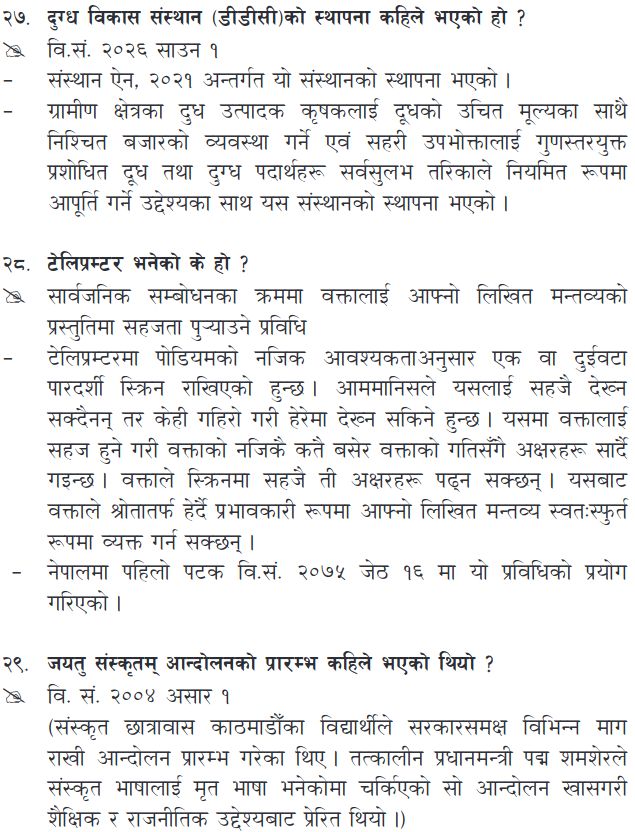 २७. दुग्ध विकास संस्थान (डीडीसी)को स्थापना कहिले भएको हो ?
वि.सं. २०२६ साउन १
– संस्थान ऐन, २०२१ अन्तर्गत यो संस्थानको स्थापना भएको ।
– ग्रामीण क्षेत्रका दुध उत्पादक कृषकलाई दूधको उचित मूल्यका साथै
निश्चित बजारको व्यवस्था गर्ने एवं सहरी उपभोक्तालाई गुणस्तरयुक्त
प्रशोधित दूध तथा दुग्ध पदार्थहरू सर्वसुलभ तरिकाले नियमित रूपमा
आपूर्ति गर्ने उद्देश्यका साथ यस संस्थानको स्थापना भएको ।
२८. टेलिप्रम्टर भनेको के हो ?
सार्वजनिक सम्बोधनका क्रममा वक्तालाई आफ्नो लिखित मन्तव्यको
प्रस्तुतिमा सहजता पुऱ्याउने प्रविधि
– टेलिप्रम्टरमा पोडियमको नजिक आवश्यकताअनुसार एक वा दुईवटा
पारदर्शी स्क्रिन राखिएको हुन्छ । आममानिसले यसलाई सहजै देख्न
सक्दैनन् तर केही गहिरो गरी हेरेमा देख्न सकिने हुन्छ । यसमा वक्तालाई
सहज हुने गरी वक्ताको नजिकै कतै बसेर वक्ताको गतिसँगै अक्षरहरू सार्दै
गइन्छ । वक्ताले स्क्रिनमा सहजै ती अक्षरहरू पढ्न सक्छन् । यसबाट
वक्ताले श्रोतातर्फ हेर्दै प्रभावकारी रूपमा आफ्नो लिखित मन्तव्य स्वतःस्फुर्त
रूपमा व्यक्त गर्न सक्छन् ।
– नेपालमा पहिलो पटक वि.सं. २०७५ जेठ १६ मा यो प्रविधिको प्रयोग
गरिएको ।
२९. जयतु संस्कृतम् आन्दोलनको प्रारम्भ कहिले भएको थियो ?
वि. सं. २००४ असार १
(संस्कृत छात्रावास काठमाडौँका विद्यार्थीले सरकारसमक्ष विभिन्न माग
राखी आन्दोलन प्रारम्भ गरेका थिए । तत्कालीन प्रधानमन्त्री पद्म शमशेरले
संस्कृत भाषालाई मृत भाषा भनेकोमा चर्किएको सो आन्दोलन खासगरी
शैक्षिक र राजनीतिक उद्देश्यबाट प्रेरित थियो ।)